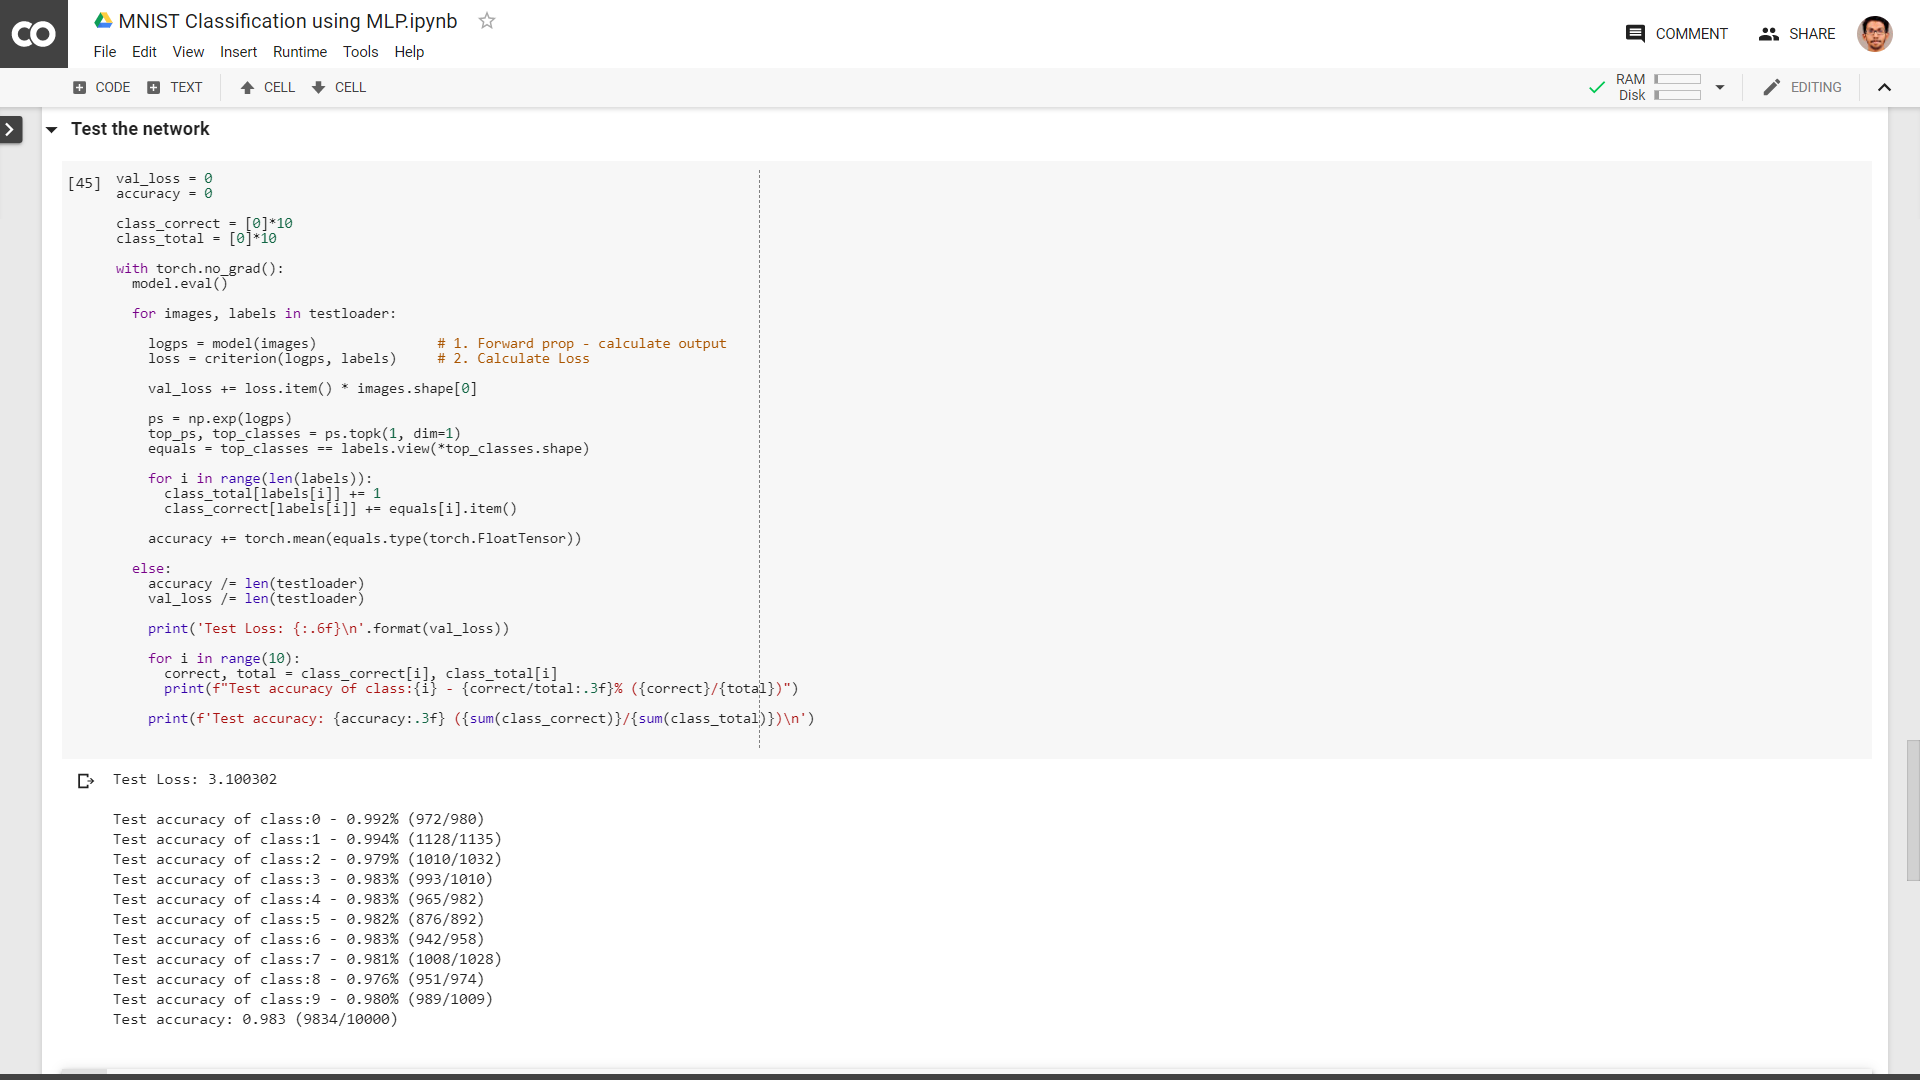 CO
MNIST Classification using MLP.ipynb
File Edit View Insert Runtime Tools Help
COMMENT SHARE
CODE TEXT CELL CELL
RAM
Disk
EDITING
Test the network
[45]
val_loss = 0
accuracy = 0
class_correct = [0]*10
class_total = [0]*10
with torch.no_grad():
  model.eval()
  for images, labels in testloader:
    logps = model(images)               # 1. Forward prop - calculate output
    loss = criterion(logps, labels)     # 2. Calculate Loss
    val_loss += loss.item() * images.shape[0]
    ps = np.exp(logps)
    top_ps, top_classes = ps.topk(1, dim=1)
    equals = top_classes == labels.view(*top_classes.shape)
    for i in range(len(labels)):
      class_total[labels[i]] += 1
      class_correct[labels[i]] += equals[i].item()
    accuracy += torch.mean(equals.type(torch.FloatTensor))
  else:
    accuracy /= len(testloader)
    val_loss /= len(testloader)
    print('Test Loss: {:.6f}\n'.format(val_loss))
    for i in range(10):
      correct, total = class_correct[i], class_total[i]
      print(f"Test accuracy of class:{i} - {correct/total:.3f}% ({correct}/{total})")
    print(f'Test accuracy: {accuracy:.3f} ({sum(class_correct)}/{sum(class_total)})\n')
Test Loss: 3.100302
Test accuracy of class:0 - 0.992% (972/980)
Test accuracy of class:1 - 0.994% (1128/1135)
Test accuracy of class:2 - 0.979% (1010/1032)
Test accuracy of class:3 - 0.983% (993/1010)
Test accuracy of class:4 - 0.983% (965/982)
Test accuracy of class:5 - 0.982% (876/892)
Test accuracy of class:6 - 0.983% (942/958)
Test accuracy of class:7 - 0.981% (1008/1028)
Test accuracy of class:8 - 0.976% (951/974)
Test accuracy of class:9 - 0.980% (989/1009)
Test accuracy: 0.983 (9834/10000)